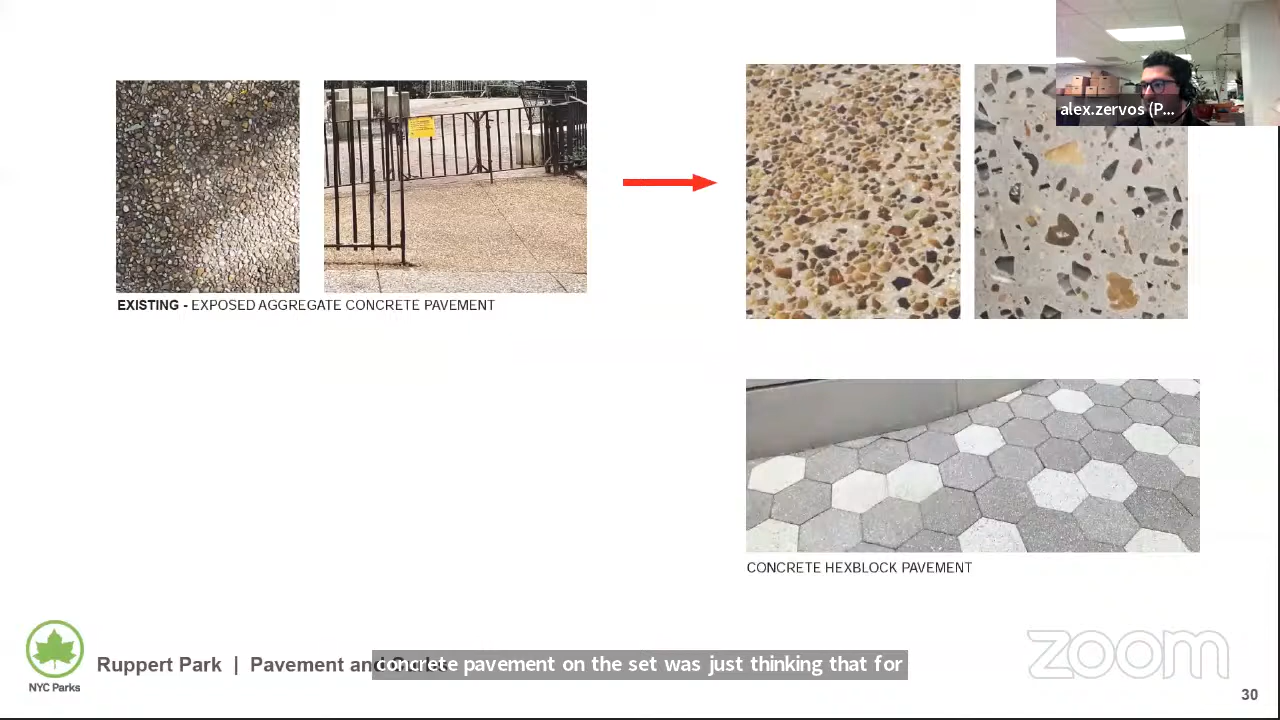 alex.zervos (P...
EXISTING - EXPOSED AGGREGATE CONCRETE PAVEMENT
CONCRETE HEXBLOCK PAVEMENT
NYC Parks
Ruppert Park | Pavement and
concrete pavement on the set was just thinking that for
zoom
30